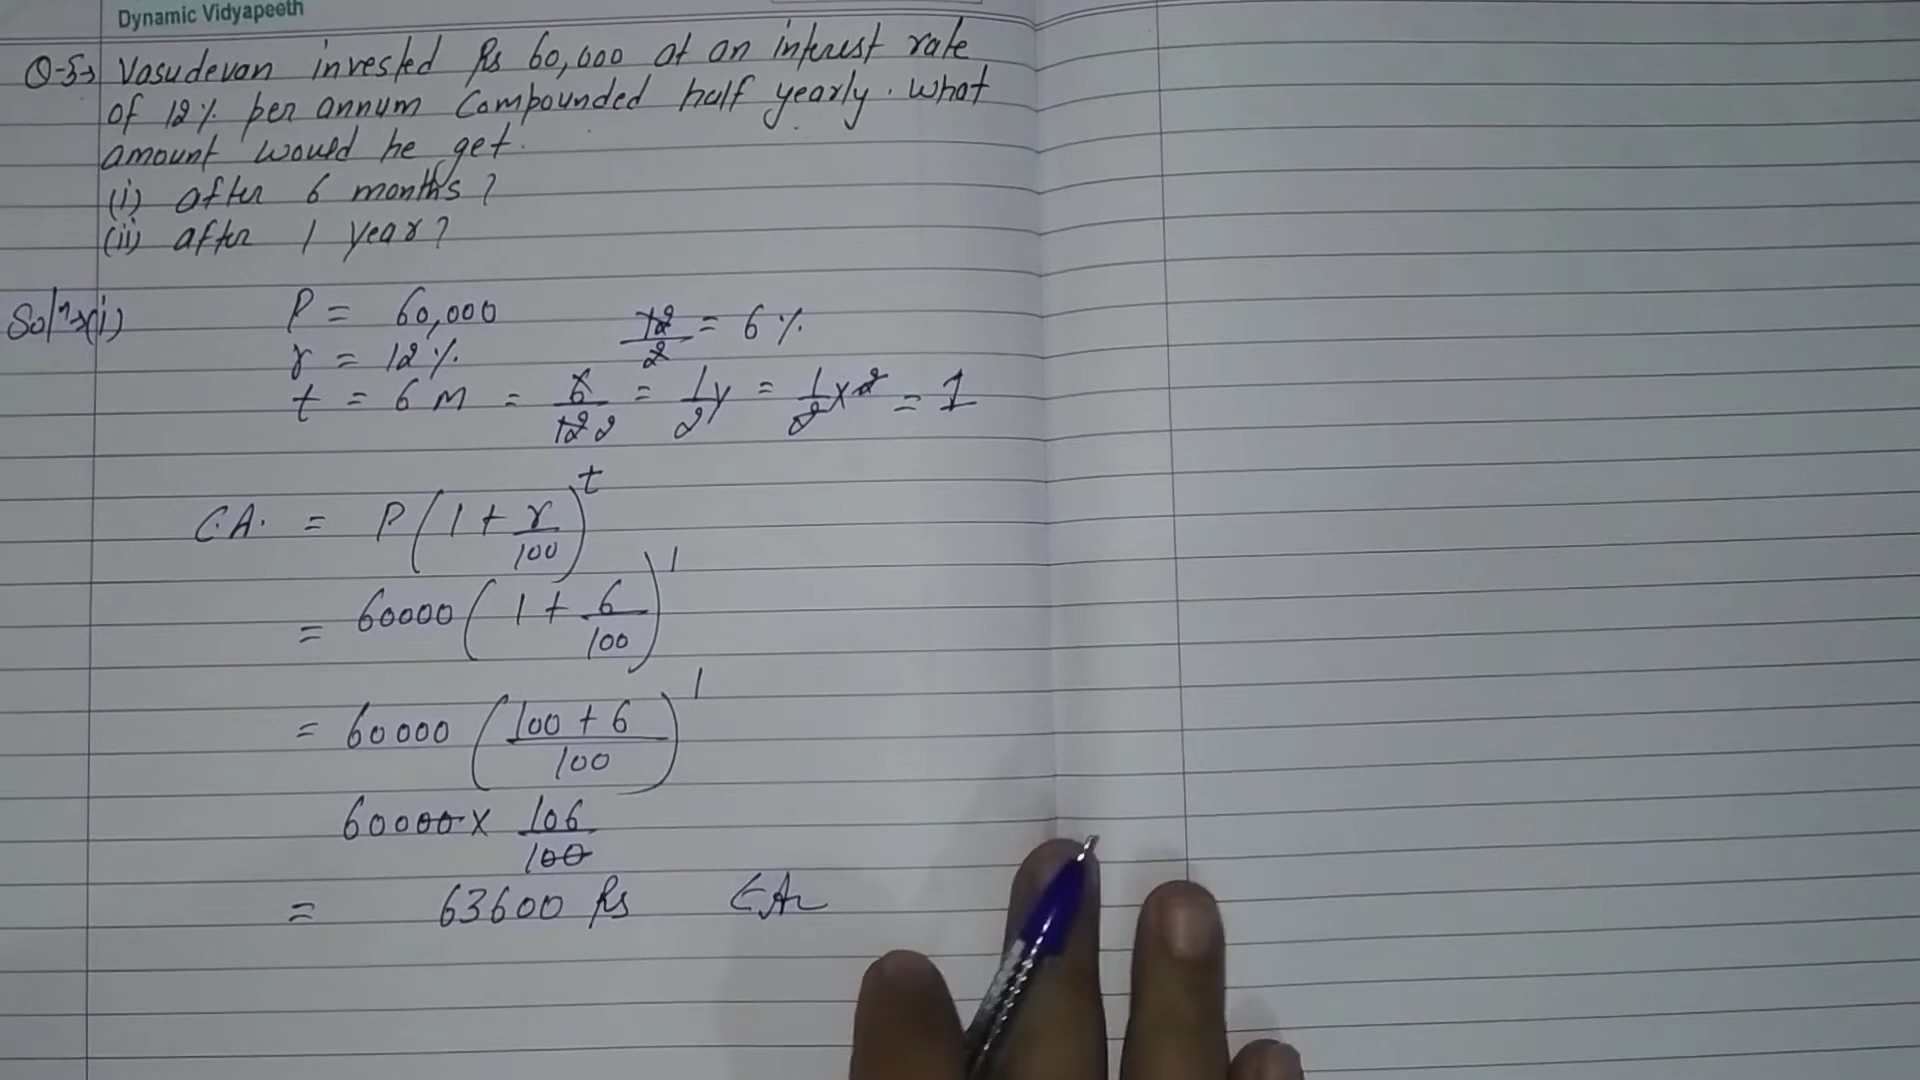 Dynamic Vidyapeeth
Q-5→ Vasudevan invested Rs 60,000 at an interest rate
of 12% per annum compounded half yearly. What
amount would he get.
(i) after 6 months?
(ii) after 1 year?
Solⁿ→(i) P = 60,000
12/2 = 6%
r = 12%
t = 6 M = 6/12 2 = 1/2 y = 1/2 x 2 = 1
C.A. = P(1 + r/100)^t
= 60000(1 + 6/100)^1
= 60000(100 + 6/100)^1
60000 x 106/100
= 63600 Rs